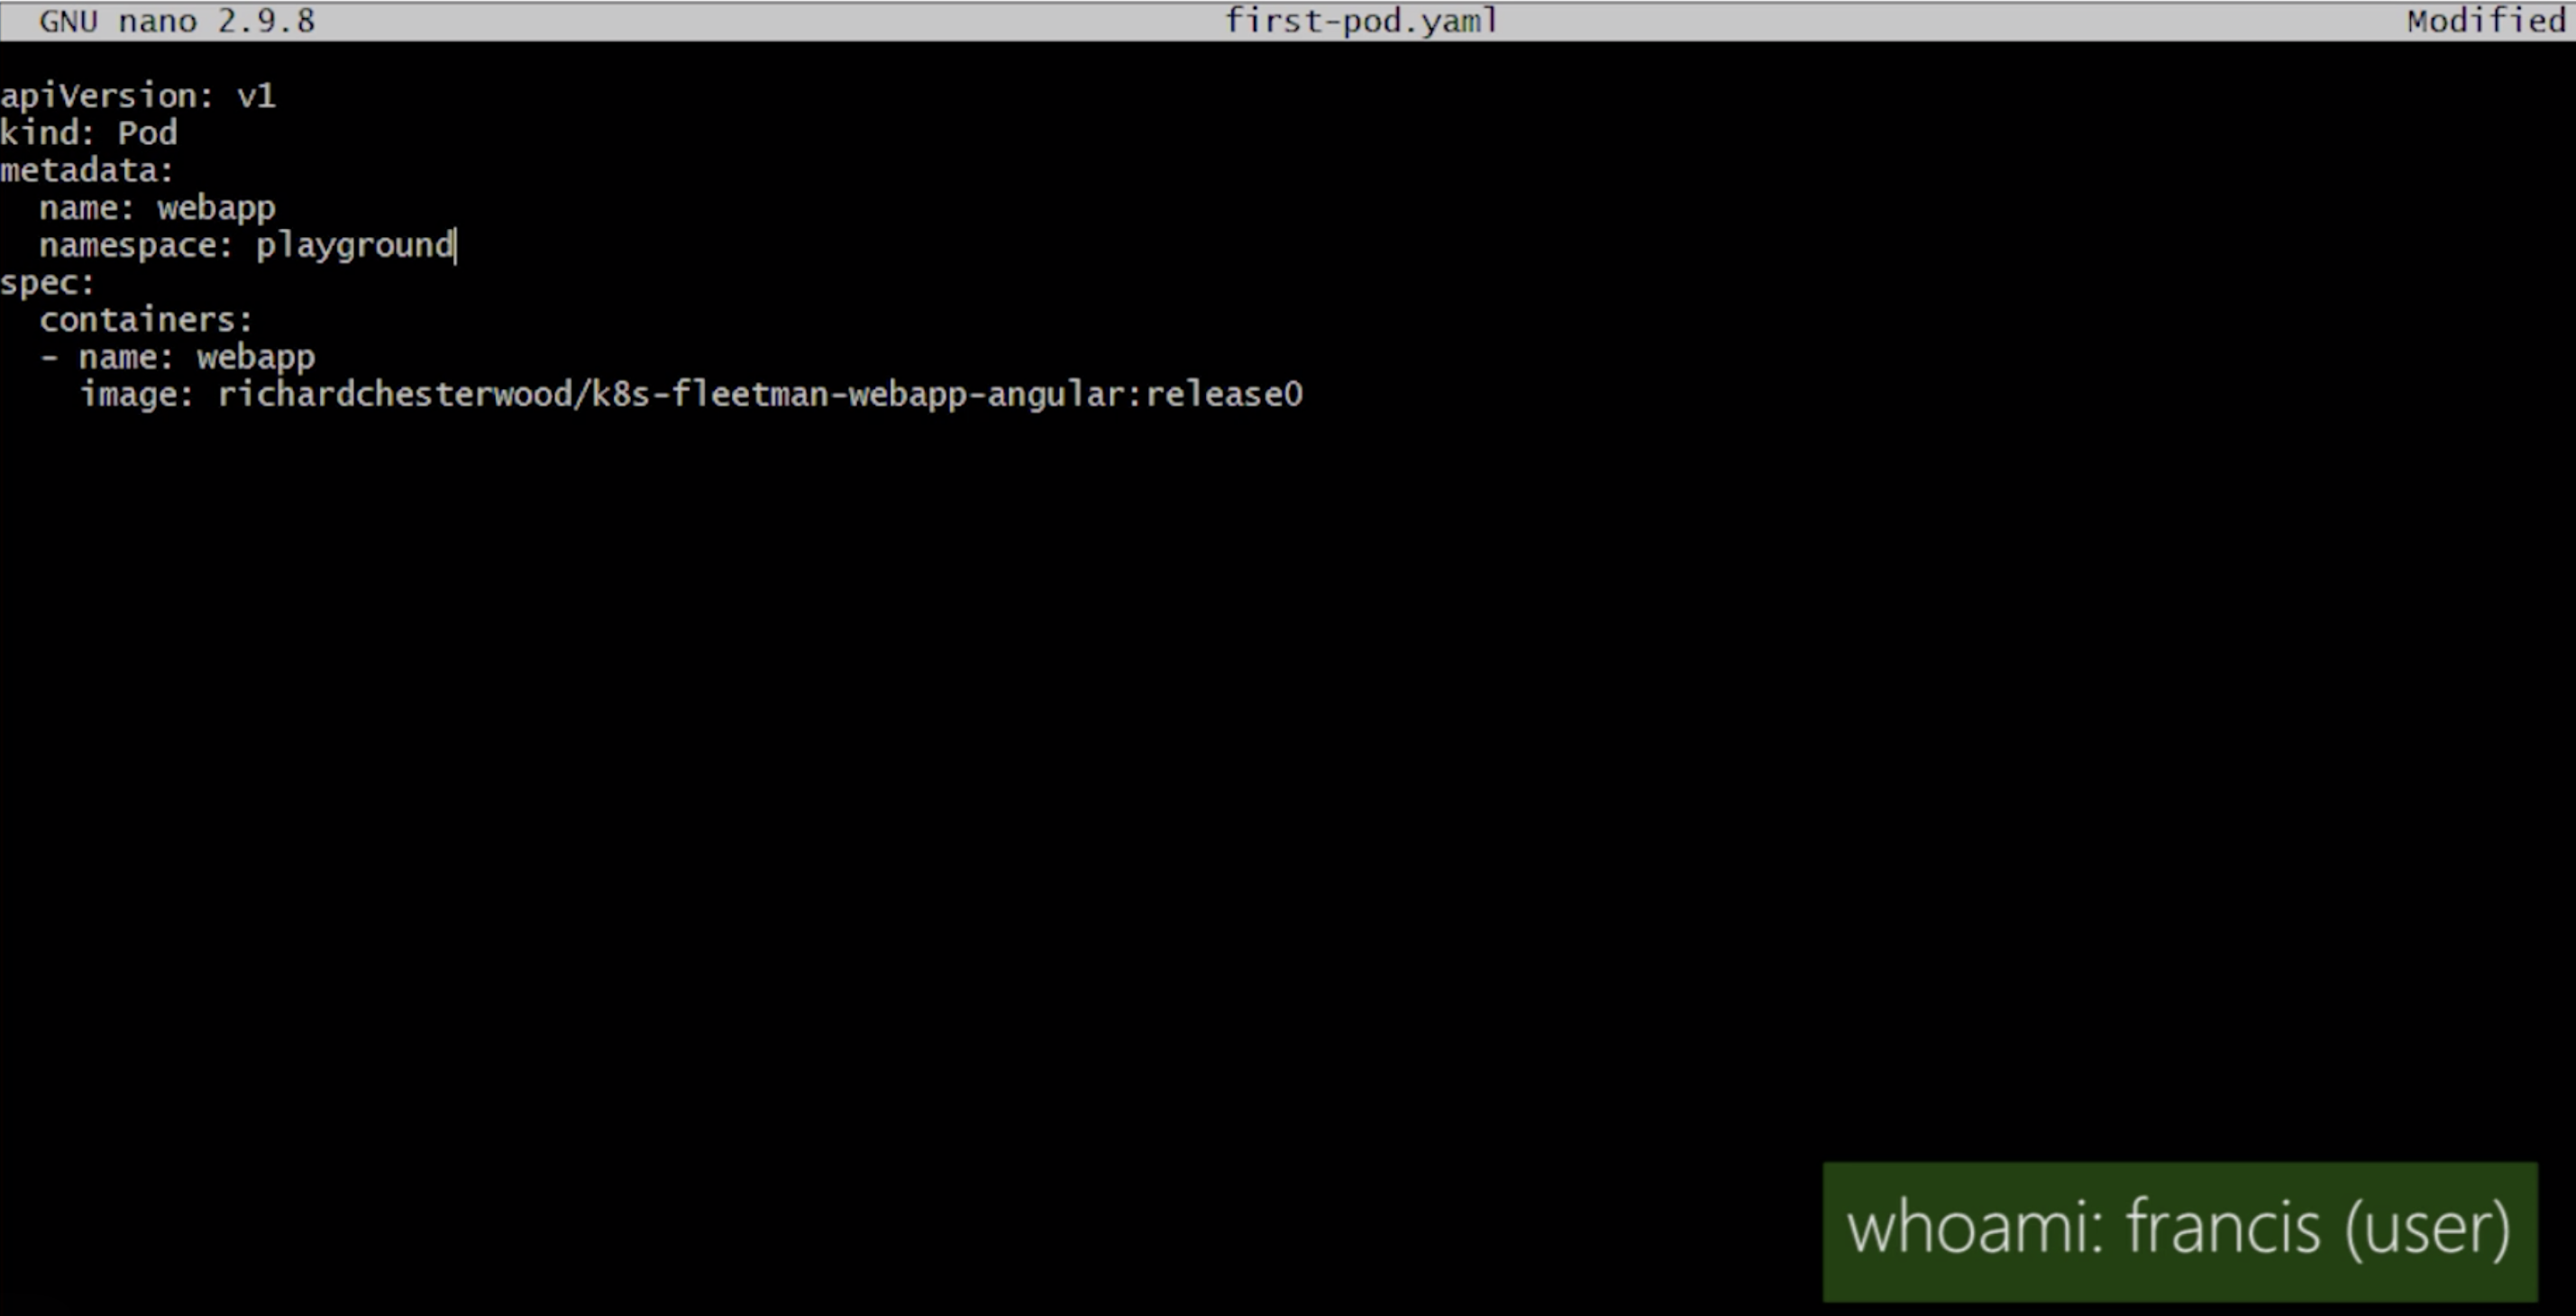 GNU nano 2.9.8 first-pod.yaml Modified
apiVersion: v1
kind: Pod
metadata:
  name: webapp
  namespace: playground
spec:
  containers:
  - name: webapp
    image: richardchesterwood/k8s-fleetman-webapp-angular:release0
whoami: francis (user)